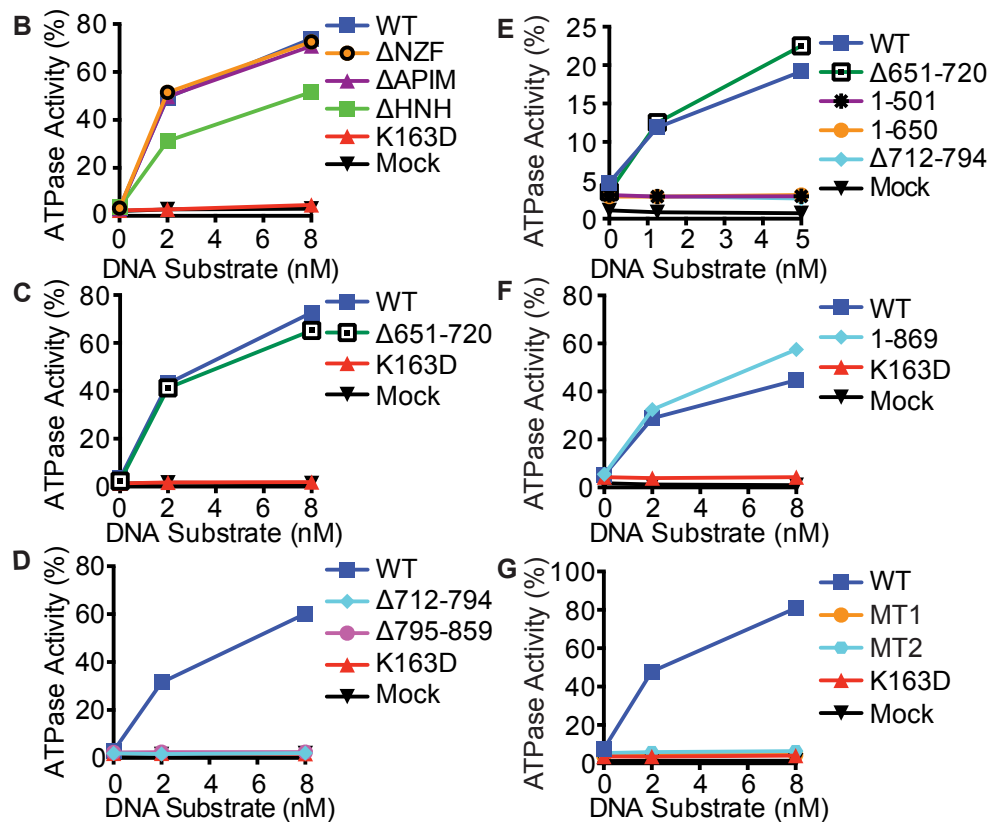 B
ATPase Activity (%)
80
60
40
20
0
0 2 4 6 8
DNA Substrate (nM)
WT
ΔNZF
ΔAPIM
ΔHNH
K163D
Mock
C
ATPase Activity (%)
80
60
40
20
0
0 2 4 6 8
DNA Substrate (nM)
WT
Δ651-720
K163D
Mock
D
ATPase Activity (%)
80
60
40
20
0
0 2 4 6 8
DNA Substrate (nM)
WT
Δ712-794
Δ795-859
K163D
Mock
E
ATPase Activity (%)
25
20
15
10
5
0
0 1 2 3 4 5
DNA Substrate (nM)
WT
Δ651-720
1-501
1-650
Δ712-794
Mock
F
ATPase Activity (%)
80
60
40
20
0
0 2 4 6 8
DNA Substrate (nM)
WT
1-869
K163D
Mock
G
ATPase Activity (%)
100
80
60
40
20
0
0 2 4 6 8
DNA Substrate (nM)
WT
MT1
MT2
K163D
Mock